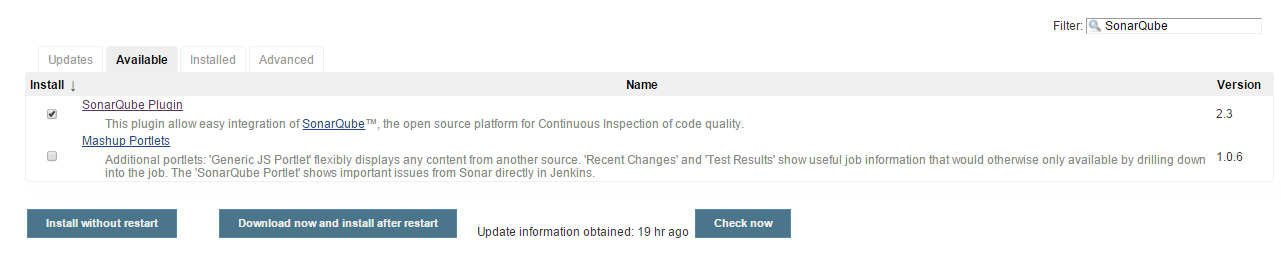 Filter: SonarQube
Updates Available Installed Advanced
Install ↓ Name Version
SonarQube Plugin
This plugin allow easy integration of SonarQube™, the open source platform for Continuous Inspection of code quality.
2.3
Mashup Portlets
Additional portlets: 'Generic JS Portlet' flexibly displays any content from another source. 'Recent Changes' and 'Test Results' show useful job information that would otherwise only available by drilling down
into the job. The 'SonarQube Portlet' shows important issues from Sonar directly in Jenkins.
1.0.6
Install without restart Download now and install after restart Update information obtained: 19 hr ago Check now